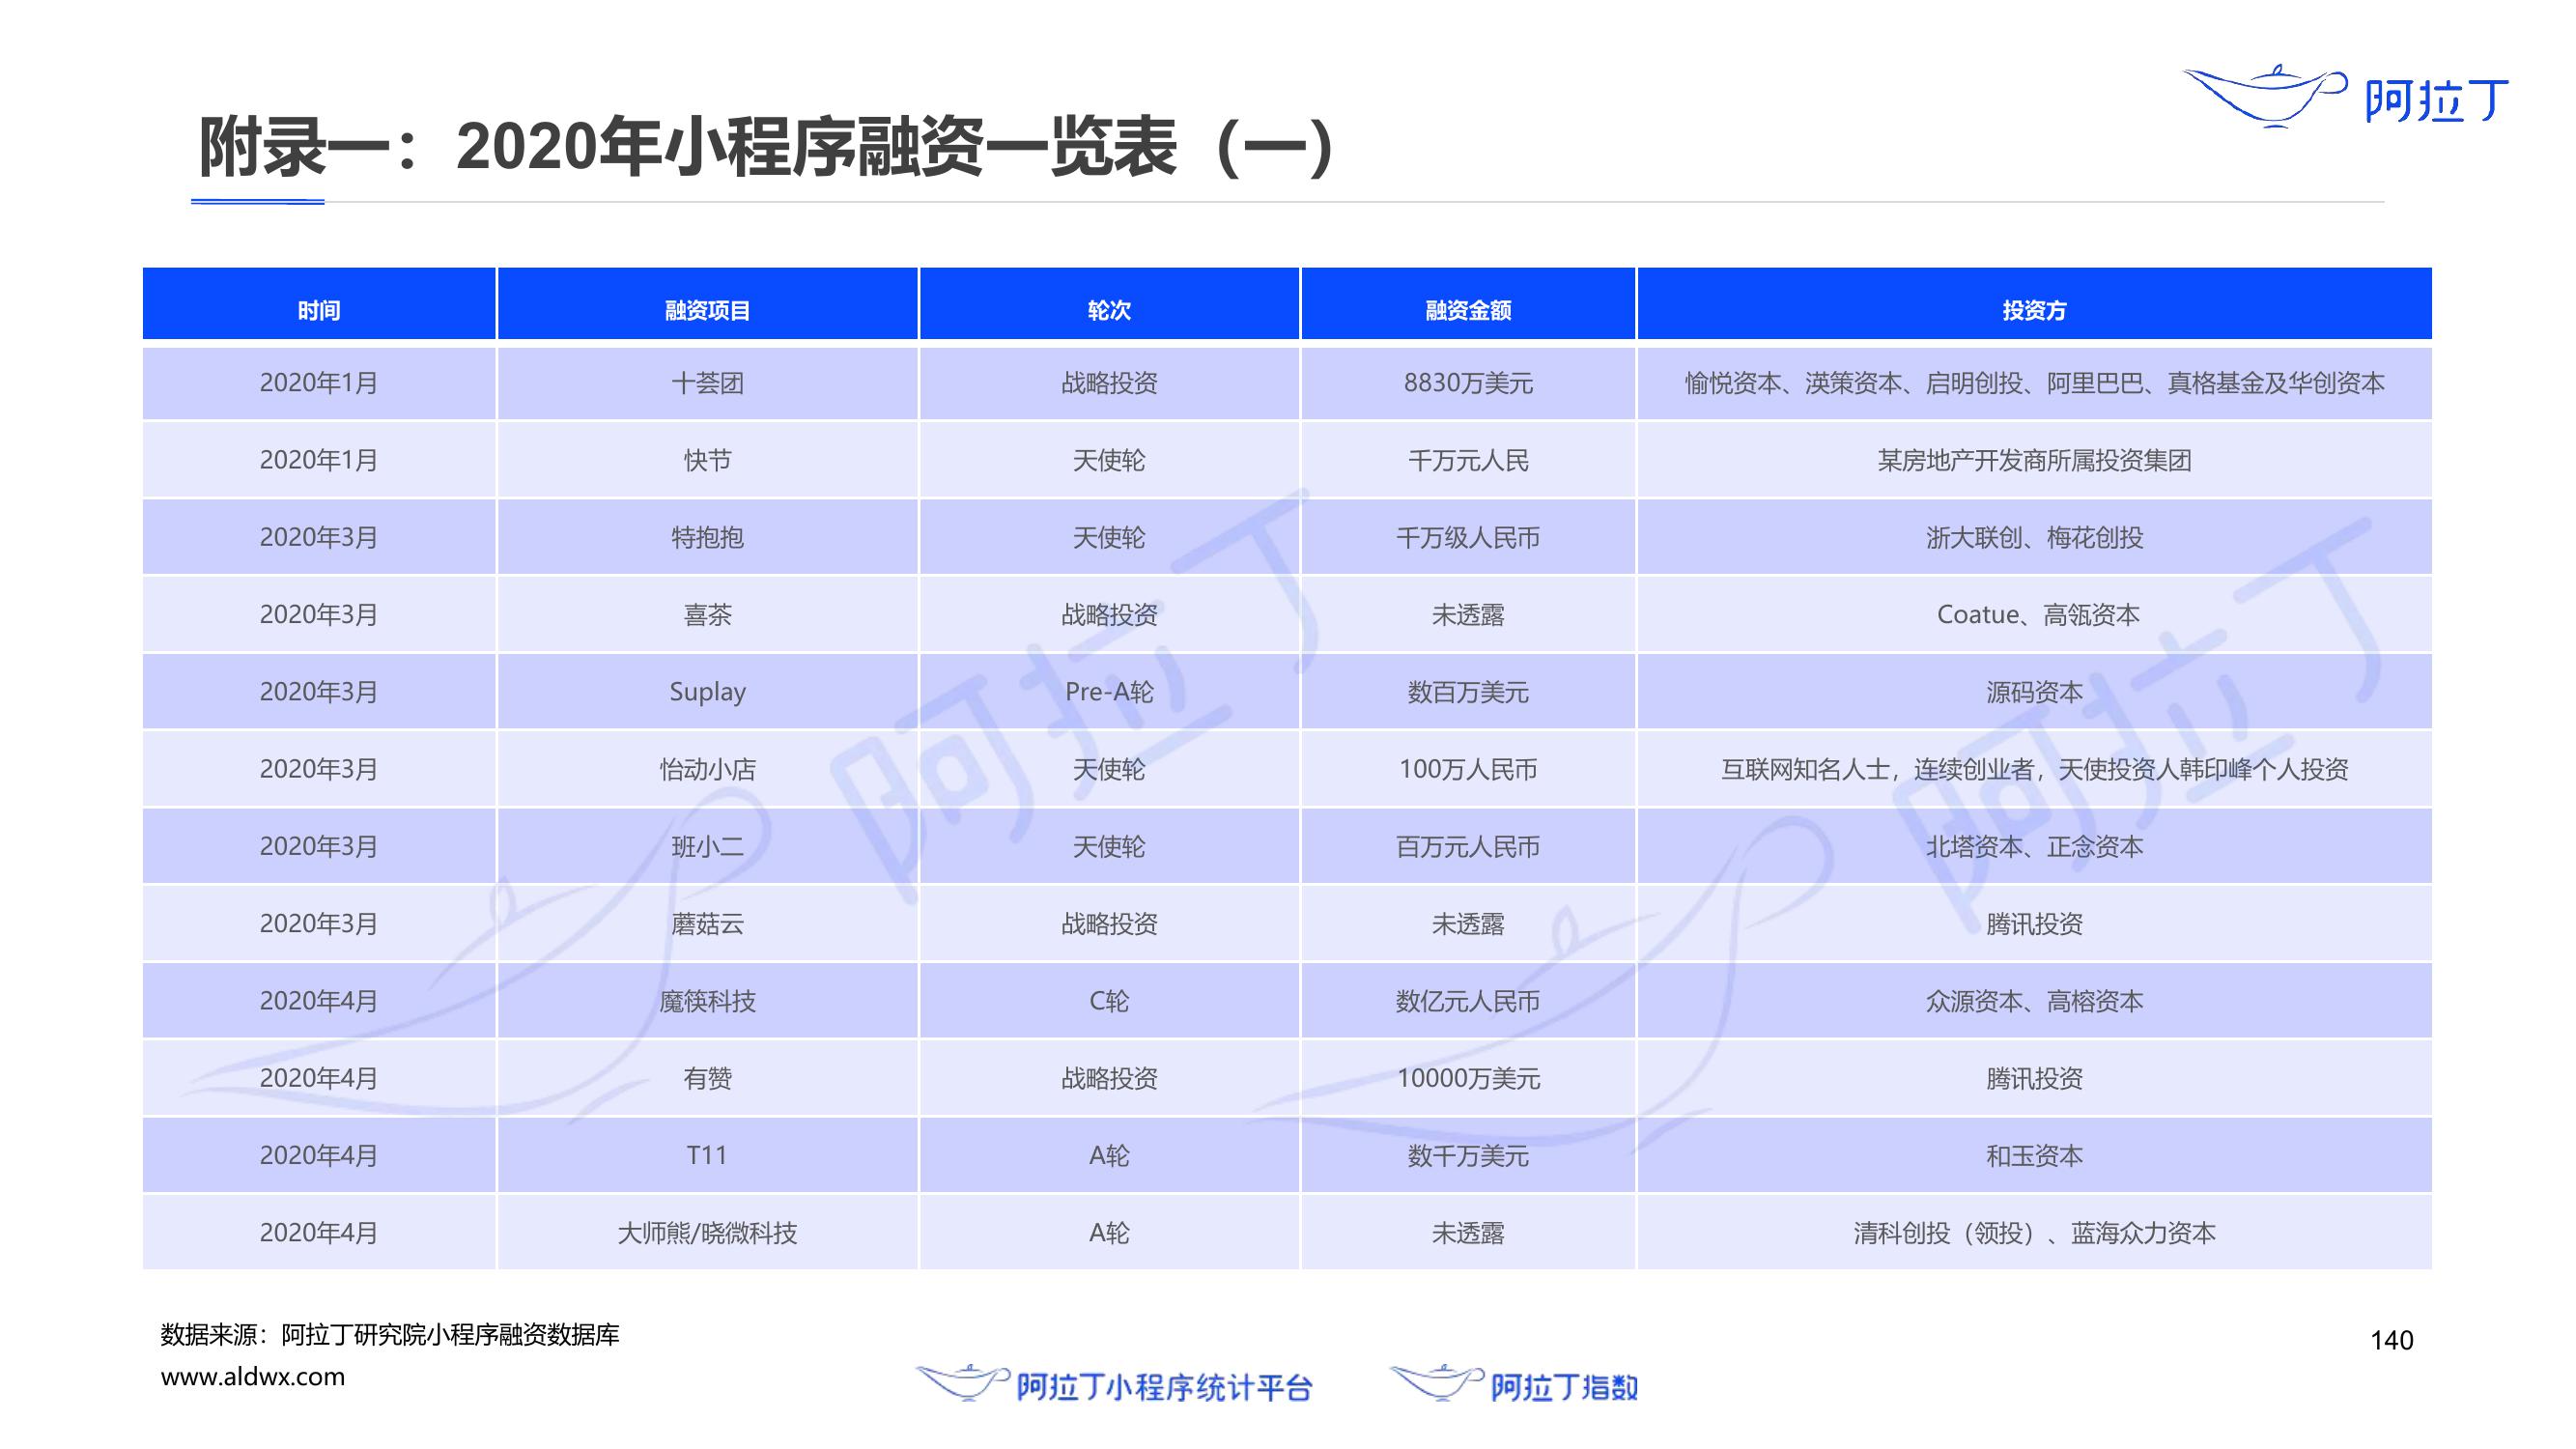 阿拉丁
附录一：2020年小程序融资一览表（一）
时间 融资项目 轮次 融资金额 投资方
2020年1月 十荟团 战略投资 8830万美元 愉悦资本、渶策资本、启明创投、阿里巴巴、真格基金及华创资本
2020年1月 快节 天使轮 千万元人民 某房地产开发商所属投资集团
2020年3月 特抱抱 天使轮 千万级人民币 浙大联创、梅花创投
2020年3月 喜茶 战略投资 未透露 Coatue、高瓴资本
2020年3月 Suplay Pre-A轮 数百万美元 源码资本
2020年3月 怡动小店 天使轮 100万人民币 互联网知名人士，连续创业者，天使投资人韩印峰个人投资
2020年3月 班小二 天使轮 百万元人民币 北塔资本、正念资本
2020年3月 蘑菇云 战略投资 未透露 腾讯投资
2020年4月 魔筷科技 C轮 数亿元人民币 众源资本、高榕资本
2020年4月 有赞 战略投资 10000万美元 腾讯投资
2020年4月 T11 A轮 数千万美元 和玉资本
2020年4月 大师熊/晓微科技 A轮 未透露 清科创投（领投）、蓝海众力资本
阿拉丁
阿拉丁
数据来源：阿拉丁研究院小程序融资数据库
140
www.aldwx.com
阿拉丁小程序统计平台 阿拉丁指数